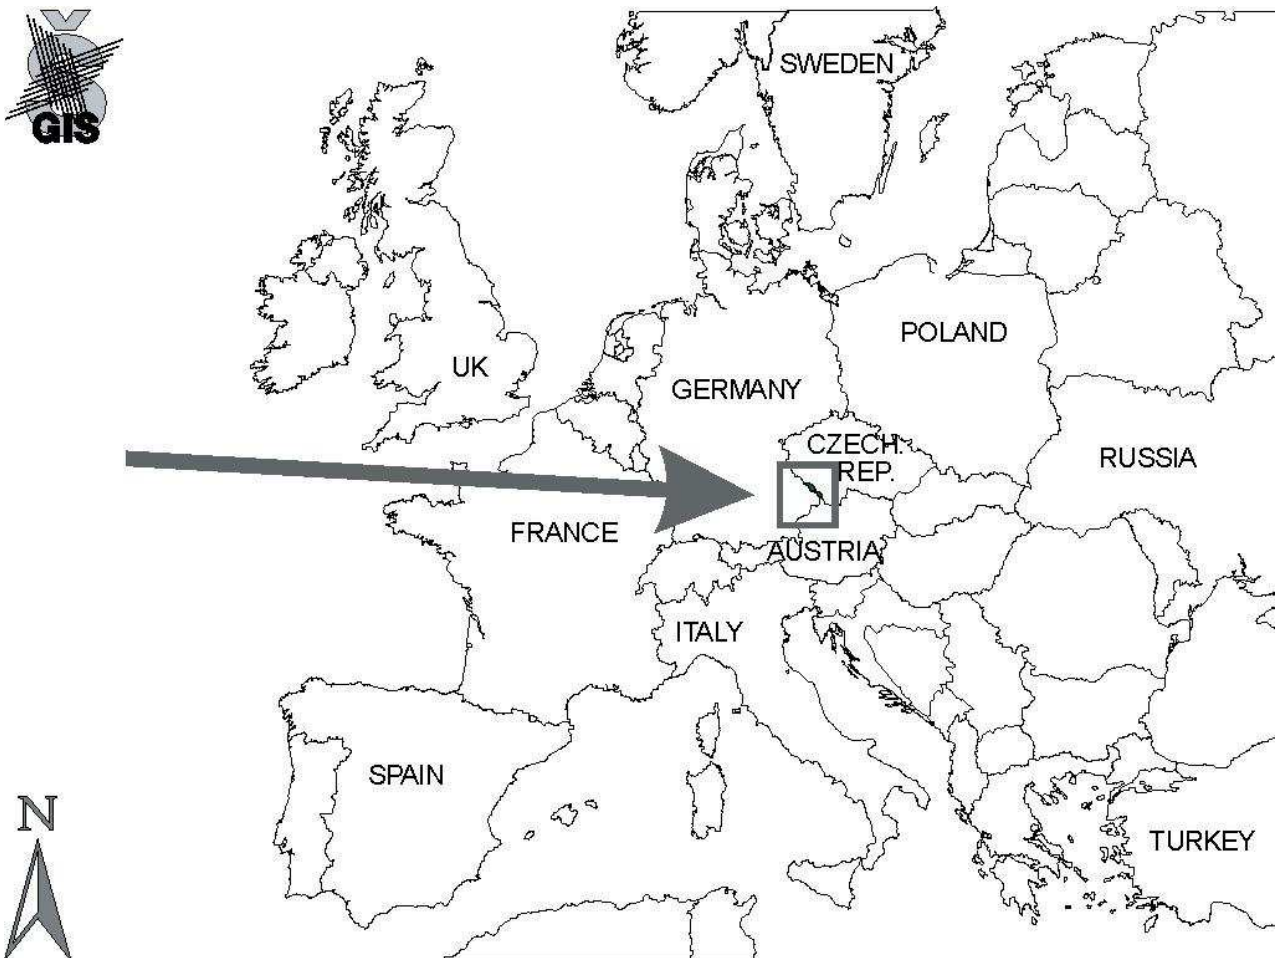 Š
GIS
SWEDEN
POLAND
UK
GERMANY
CZECH.
REP.
RUSSIA
FRANCE
AUSTRIA
ITALY
SPAIN
N
TURKEY